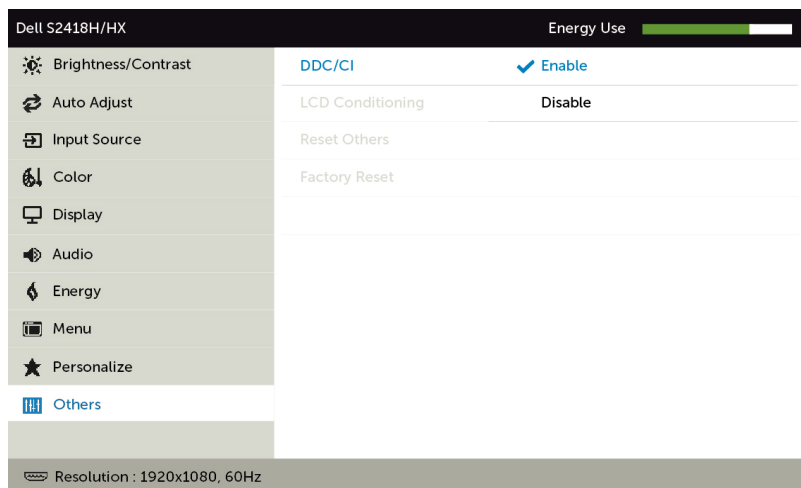 Dell S2418H/HX Energy Use
Brightness/Contrast DDC/CI Enable
Auto Adjust LCD Conditioning Disable
Input Source Reset Others
Color Factory Reset
Display
Audio
Energy
Menu
Personalize
Others
Resolution : 1920x1080, 60Hz